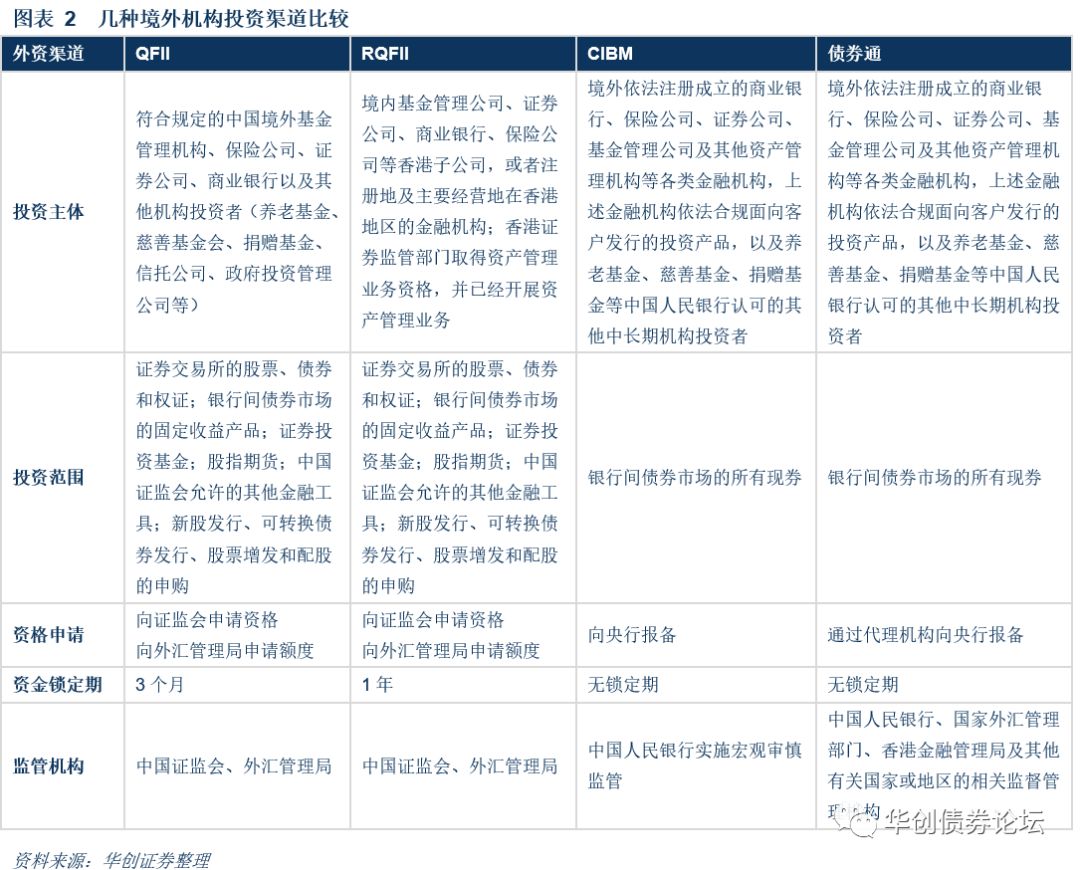 图表 2 几种境外机构投资渠道比较
外资渠道
QFII
RQFII
CIBM
债券通
投资主体
符合规定的中国境外基金
管理机构、保险公司、证
券公司、商业银行以及其
他机构投资者（养老基金、
慈善基金会、捐赠基金、
信托公司、政府投资管理
公司等）
境内基金管理公司、证券
公司、商业银行、保险公
司等香港子公司，或者注
册地及主要经营地在香港
地区的金融机构；香港证
券监管部门取得资产管理
业务资格，并已经开展资
产管理业务
境外依法注册成立的商业银
行、保险公司、证券公司、
基金管理公司及其他资产管
理机构等各类金融机构，上
述金融机构依法合规面向客
户发行的投资产品，以及养
老基金、慈善基金、捐赠基
金等中国人民银行认可的其
他中长期机构投资者
境外依法注册成立的商业银
行、保险公司、证券公司、基
金管理公司及其他资产管理机
构等各类金融机构，上述金融
机构依法合规面向客户发行的
投资产品，以及养老基金、慈
善基金、捐赠基金等中国人民
银行认可的其他中长期机构投
资者
投资范围
证券交易所的股票、债券
和权证；银行间债券市场
的固定收益产品；证券投
资基金；股指期货；中国
证监会允许的其他金融工
具；新股发行、可转换债
券发行、股票增发和配股
的申购
证券交易所的股票、债券
和权证；银行间债券市场
的固定收益产品；证券投
资基金；股指期货；中国
证监会允许的其他金融工
具；新股发行、可转换债
券发行、股票增发和配股
的申购
银行间债券市场的所有现券
银行间债券市场的所有现券
资格申请
向证监会申请资格
向外汇管理局申请额度
向证监会申请资格
向外汇管理局申请额度
向央行报备
通过代理机构向央行报备
资金锁定期
3 个月
1 年
无锁定期
无锁定期
监管机构
中国证监会、外汇管理局
中国证监会、外汇管理局
中国人民银行实施宏观审慎
监管
中国人民银行、国家外汇管理
部门、香港金融管理局及其他
有关国家或地区的相关监督管
理机构
华创债券论坛
资料来源：华创证券整理